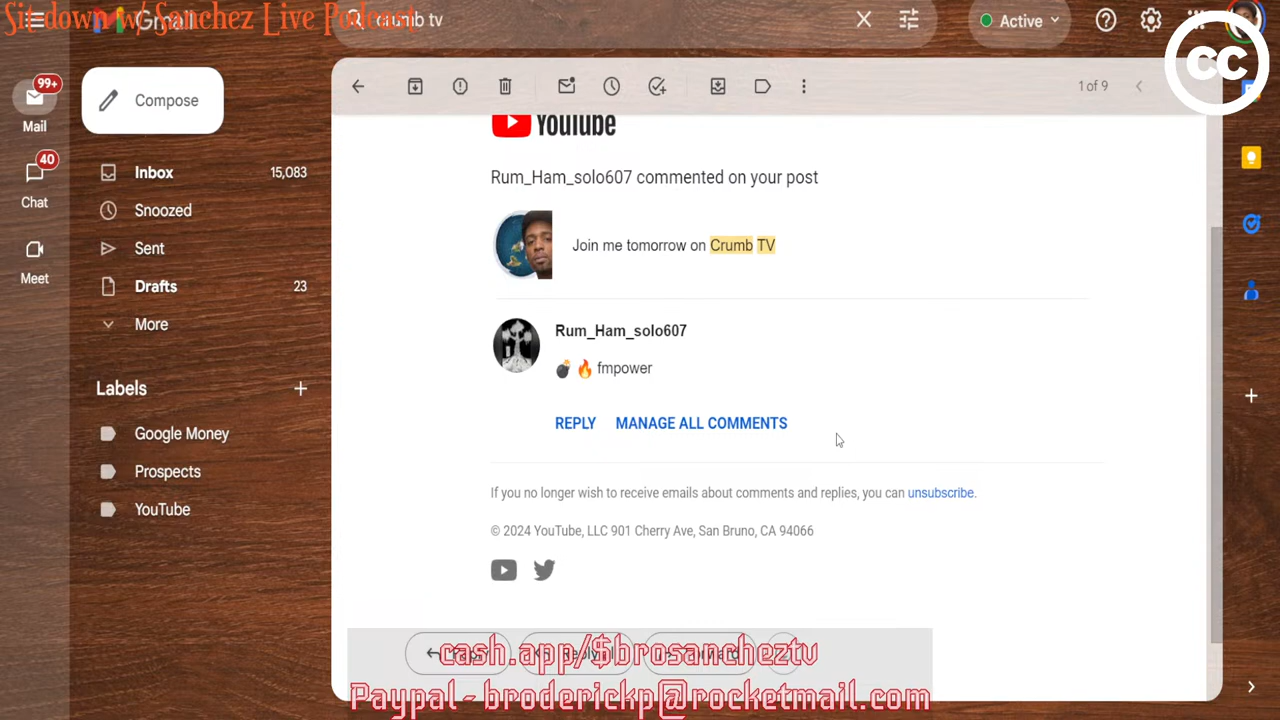 Sit down w/ Sanchez Live Podcast
Gmail
crumb tv
Active
cc
99+
Mail
Compose
1 of 9
YouTube
Inbox 15,083
40
Chat
Rum_Ham_solo607 commented on your post
Snoozed
Sent
Join me tomorrow on Crumb TV
Meet
Drafts 23
More
Rum_Ham_solo607
💣 🔥 fmpower
Labels
REPLY MANAGE ALL COMMENTS
Google Money
Prospects
If you no longer wish to receive emails about comments and replies, you can unsubscribe.
YouTube
© 2024 YouTube, LLC 901 Cherry Ave, San Bruno, CA 94066
cash.app/$brosancheztv
Paypal-broderickp@rocketmail.com